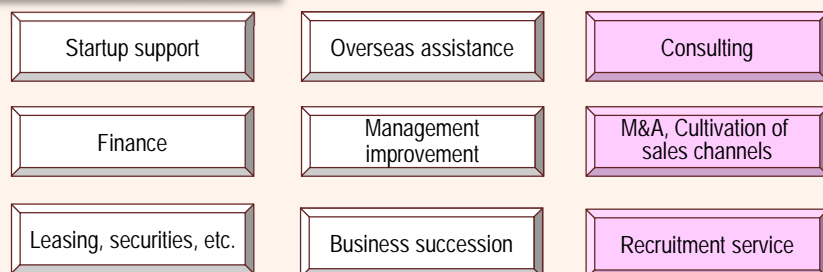 Startup support
Overseas assistance
Consulting
Finance
Management
improvement
M&A, Cultivation of
sales channels
Leasing, securities, etc.
Business succession
Recruitment service